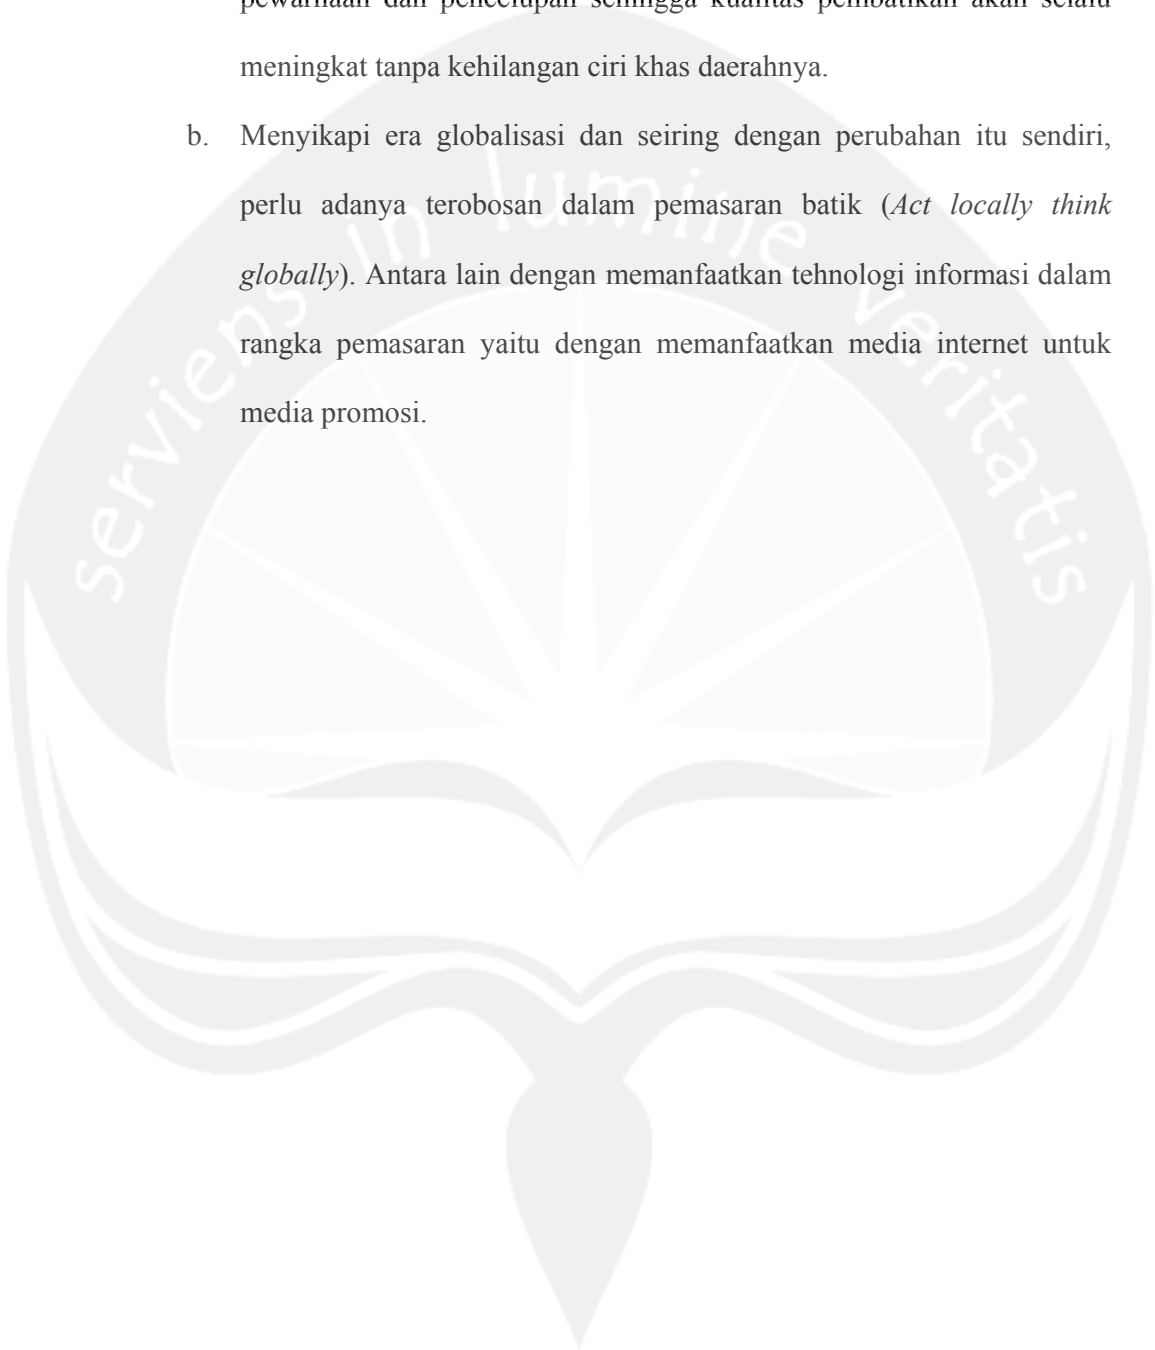 pewarnaan dan pencelupan sehingga kualitas pembatikan akan selalu
meningkat tanpa kehilangan ciri khas daerahnya.
b. Menyikapi era globalisasi dan seiring dengan perubahan itu sendiri,
perlu adanya terobosan dalam pemasaran batik (Act locally think
globally). Antara lain dengan memanfaatkan tehnologi informasi dalam
rangka pemasaran yaitu dengan memanfaatkan media internet untuk
media promosi.
serviens in lumine veritatis